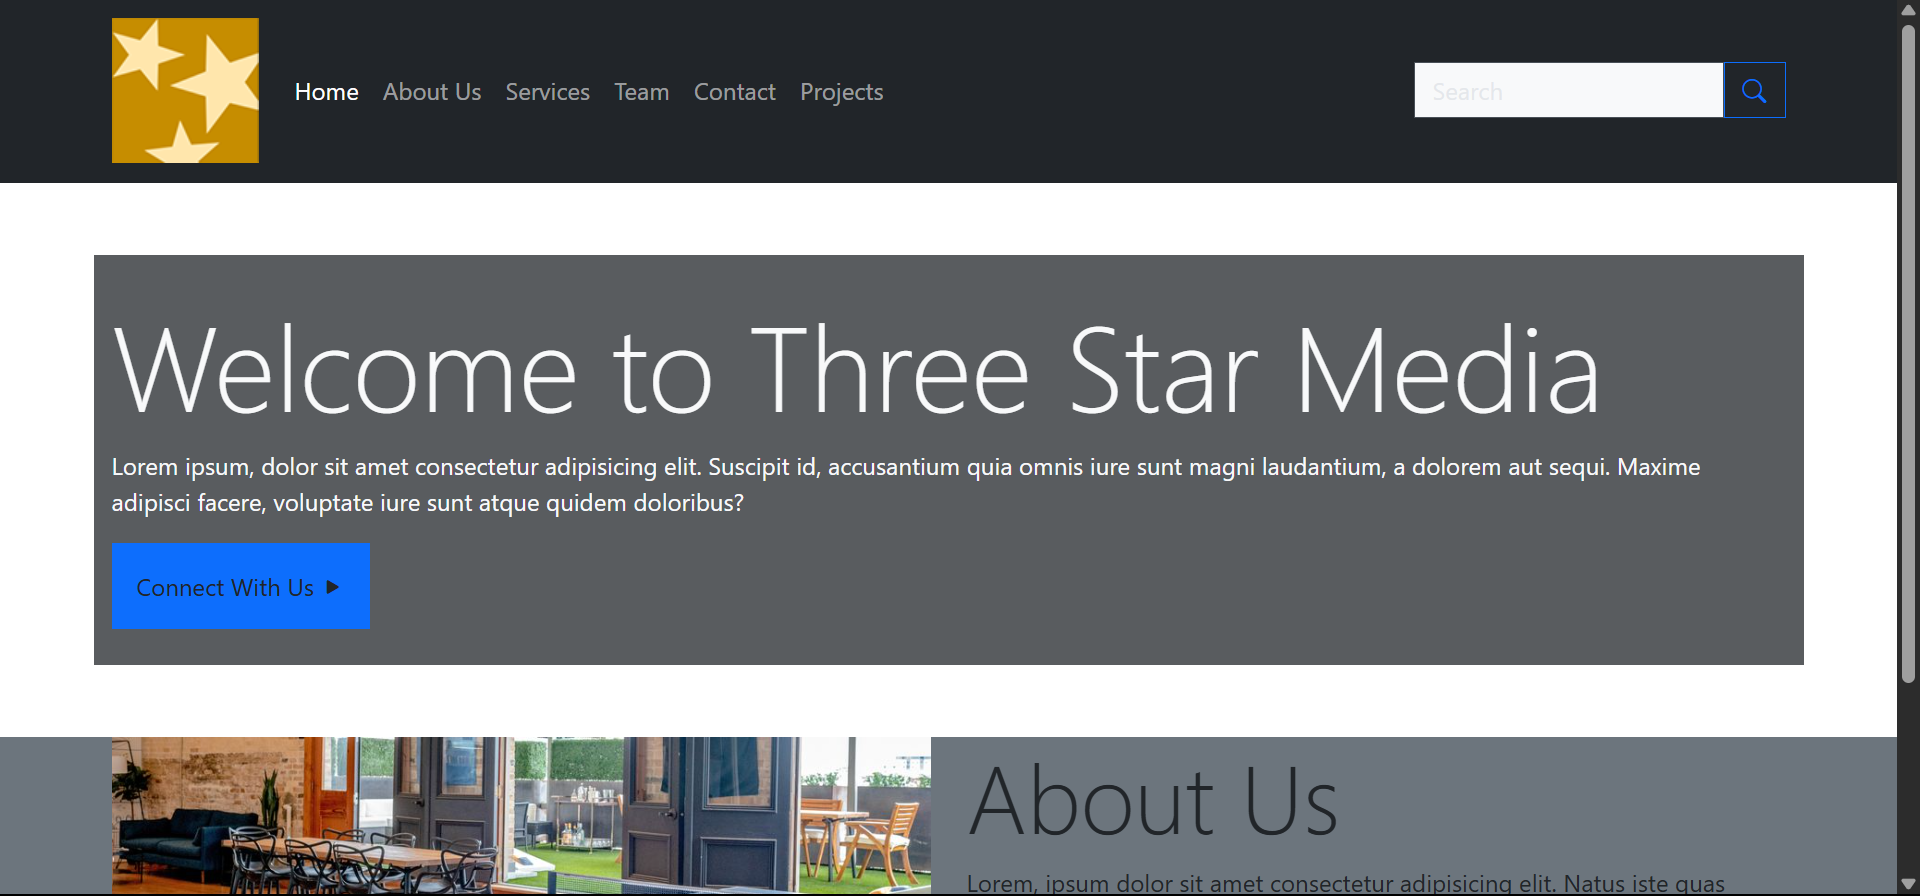 Home About Us Services Team Contact Projects
Search
Welcome to Three Star Media
Lorem ipsum, dolor sit amet consectetur adipisicing elit. Suscipit id, accusantium quia omnis iure sunt magni laudantium, a dolorem aut sequi. Maxime
adipisci facere, voluptate iure sunt atque quidem doloribus?
Connect With Us
About Us
Lorem, ipsum dolor sit amet consectetur adipisicing elit. Natus iste quas